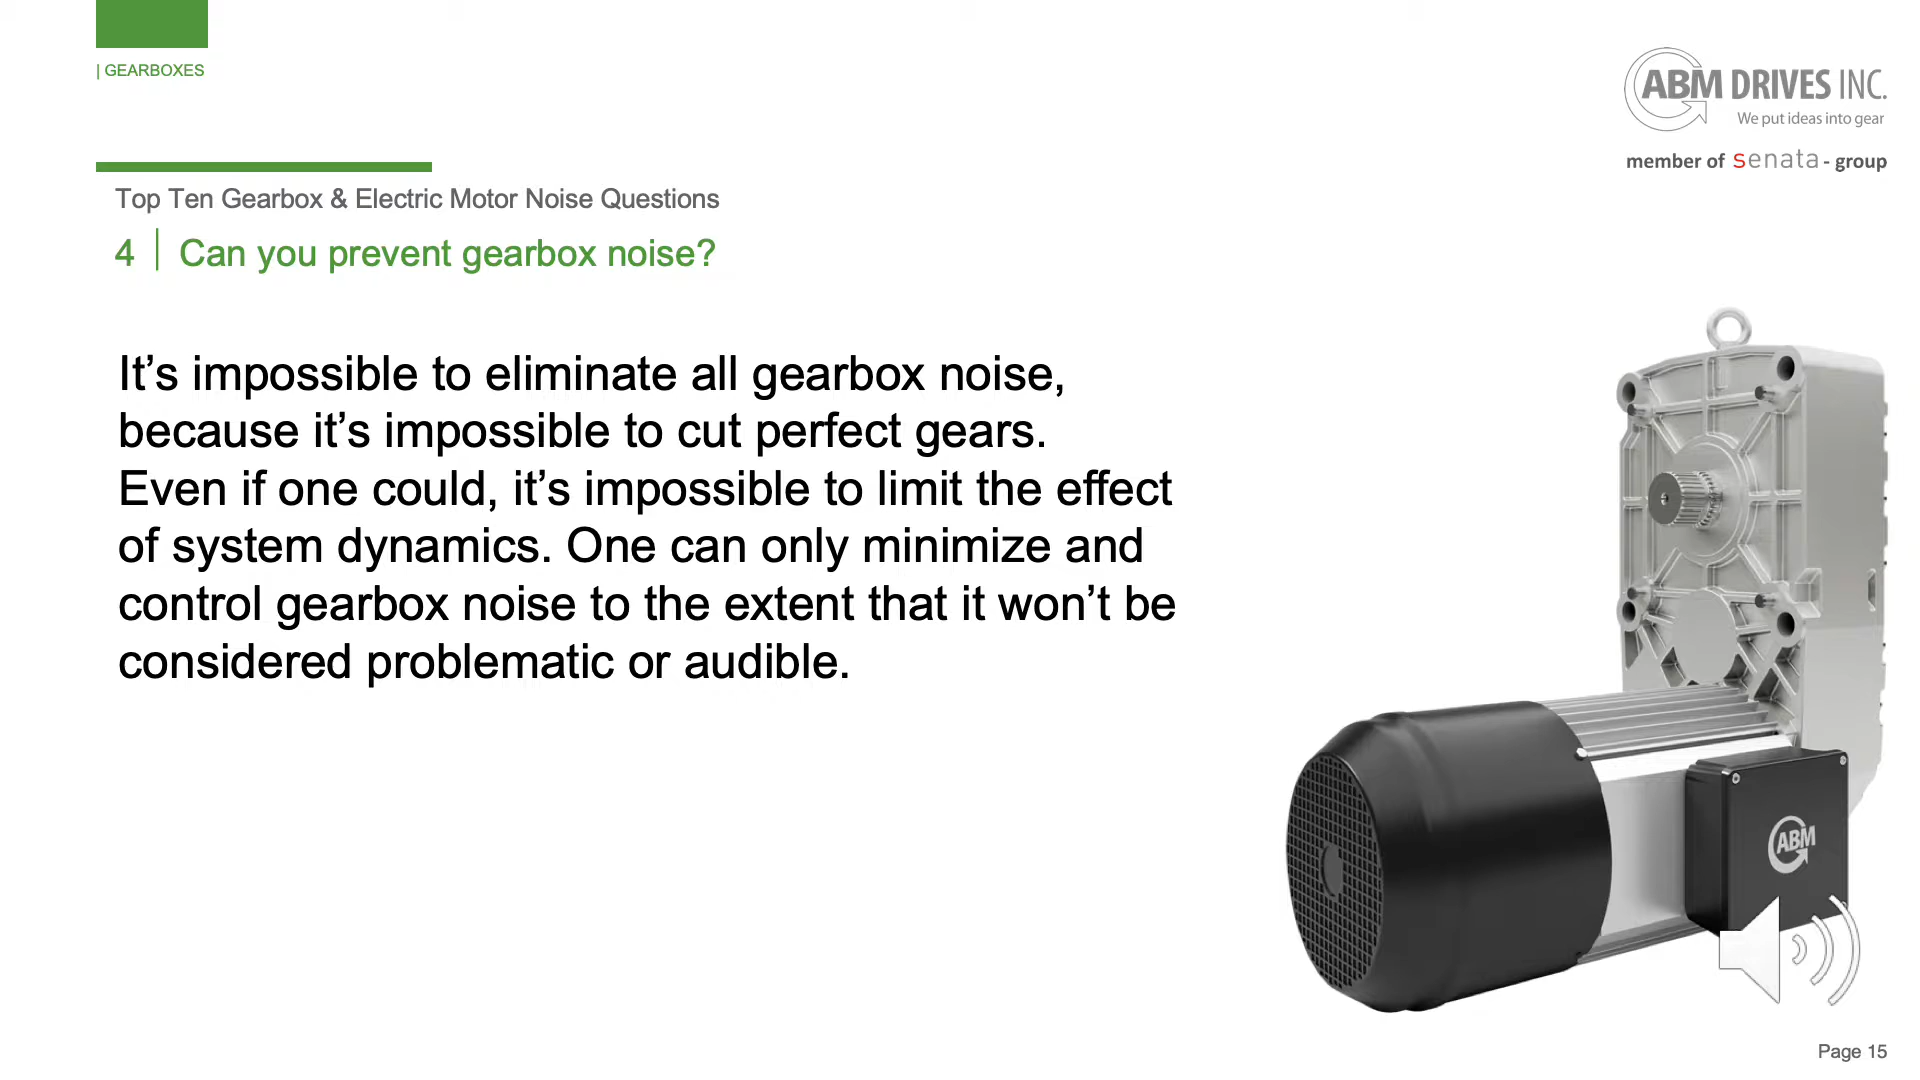 | GEARBOXES
ABM DRIVES INC.
We put ideas into gear
member of senata - group
Top Ten Gearbox & Electric Motor Noise Questions
4 | Can you prevent gearbox noise?
It’s impossible to eliminate all gearbox noise,
because it’s impossible to cut perfect gears.
Even if one could, it’s impossible to limit the effect
of system dynamics. One can only minimize and
control gearbox noise to the extent that it won’t be
considered problematic or audible.
ABM
Page 15